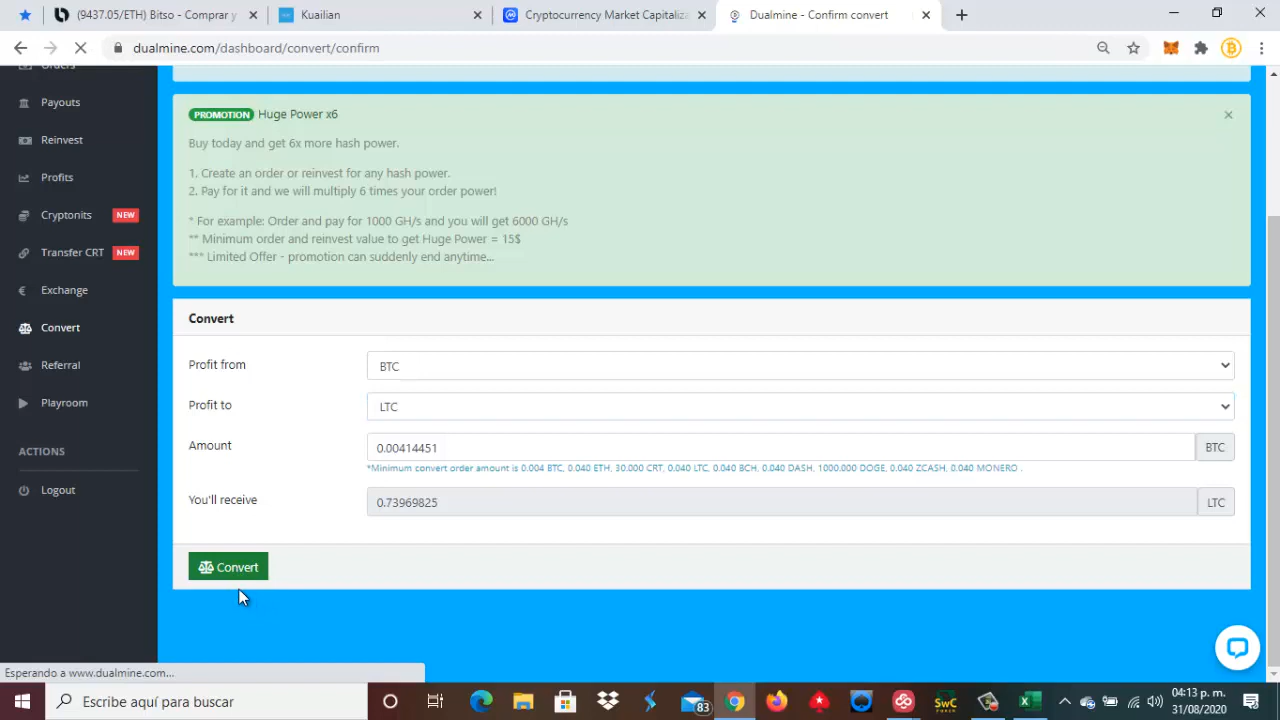 (9437.05/ETH) Bitso - Comprar y
Kuailian
Cryptocurrency Market Capitaliza
Dualmine - Confirm convert
dualmine.com/dashboard/convert/confirm
Orders
Payouts
Reinvest
Profits
Cryptonits NEW
Transfer CRT NEW
Exchange
Convert
Referral
Playroom
ACTIONS
Logout
PROMOTION Huge Power x6
Buy today and get 6x more hash power.
1. Create an order or reinvest for any hash power.
2. Pay for it and we will multiply 6 times your order power!
* For example: Order and pay for 1000 GH/s and you will get 6000 GH/s
** Minimum order and reinvest value to get Huge Power = 15$
*** Limited Offer - promotion can suddenly end anytime...
Convert
Profit from BTC
Profit to LTC
Amount 0.00414451 BTC
*Minimum convert order amount is 0.004 BTC, 0.040 ETH, 30.000 CRT, 0.040 LTC, 0.040 BCH, 0.040 DASH, 1000.000 DOGE, 0.040 ZCASH, 0.040 MONERO .
You'll receive 0.73969825 LTC
Convert
Esperando a www.dualmine.com...
Escribe aquí para buscar
83
SwC
POKER
04:13 p. m.
31/08/2020